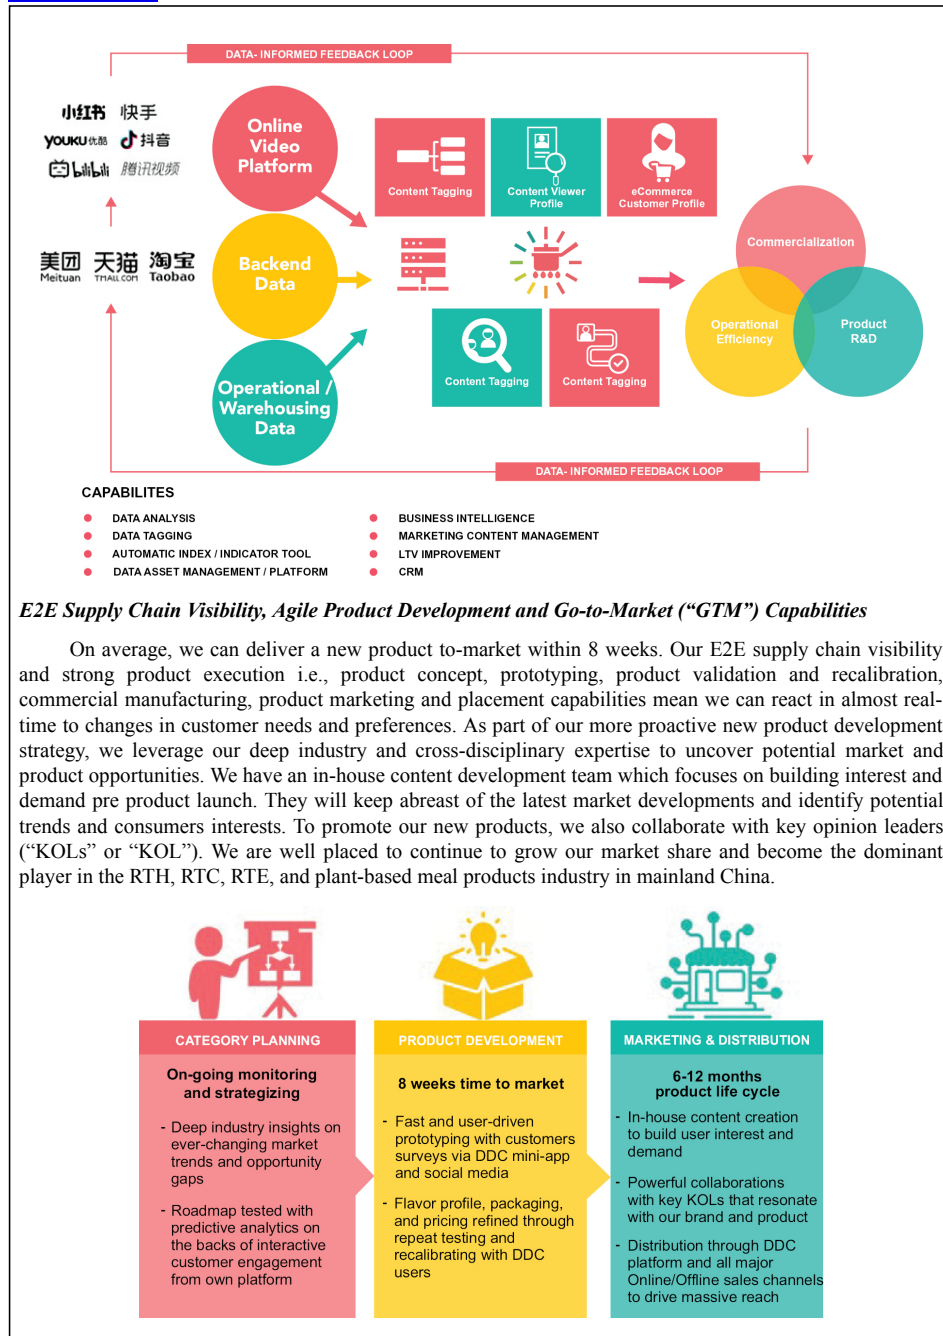 DATA- INFORMED FEEDBACK LOOP
小红书 快手
YOUKU优酷 抖音
bilibili 腾讯视频
美团 天猫 淘宝
Meituan TMALL.COM Taobao
Online
Video
Platform
Backend
Data
Operational /
Warehousing
Data
Content Tagging
Content Viewer
Profile
eCommerce
Customer Profile
Content Tagging
Content Tagging
Commercialization
Operational
Efficiency
Product
R&D
DATA- INFORMED FEEDBACK LOOP
CAPABILITES
DATA ANALYSIS
DATA TAGGING
AUTOMATIC INDEX / INDICATOR TOOL
DATA ASSET MANAGEMENT / PLATFORM
BUSINESS INTELLIGENCE
MARKETING CONTENT MANAGEMENT
LTV IMPROVEMENT
CRM
E2E Supply Chain Visibility, Agile Product Development and Go-to-Market (“GTM”) Capabilities
On average, we can deliver a new product to-market within 8 weeks. Our E2E supply chain visibility
and strong product execution i.e., product concept, prototyping, product validation and recalibration,
commercial manufacturing, product marketing and placement capabilities mean we can react in almost real-
time to changes in customer needs and preferences. As part of our more proactive new product development
strategy, we leverage our deep industry and cross-disciplinary expertise to uncover potential market and
product opportunities. We have an in-house content development team which focuses on building interest and
demand pre product launch. They will keep abreast of the latest market developments and identify potential
trends and consumers interests. To promote our new products, we also collaborate with key opinion leaders
(“KOLs” or “KOL”). We are well placed to continue to grow our market share and become the dominant
player in the RTH, RTC, RTE, and plant-based meal products industry in mainland China.
CATEGORY PLANNING
On-going monitoring
and strategizing
- Deep industry insights on
ever-changing market
trends and opportunity
gaps
- Roadmap tested with
predictive analytics on
the backs of interactive
customer engagement
from own platform
PRODUCT DEVELOPMENT
8 weeks time to market
- Fast and user-driven
prototyping with customers
surveys via DDC mini-app
and social media
- Flavor profile, packaging,
and pricing refined through
repeat testing and
recalibrating with DDC
users
MARKETING & DISTRIBUTION
6-12 months
product life cycle
- In-house content creation
to build user interest and
demand
- Powerful collaborations
with key KOLs that resonate
with our brand and product
- Distribution through DDC
platform and all major
Online/Offline sales channels
to drive massive reach